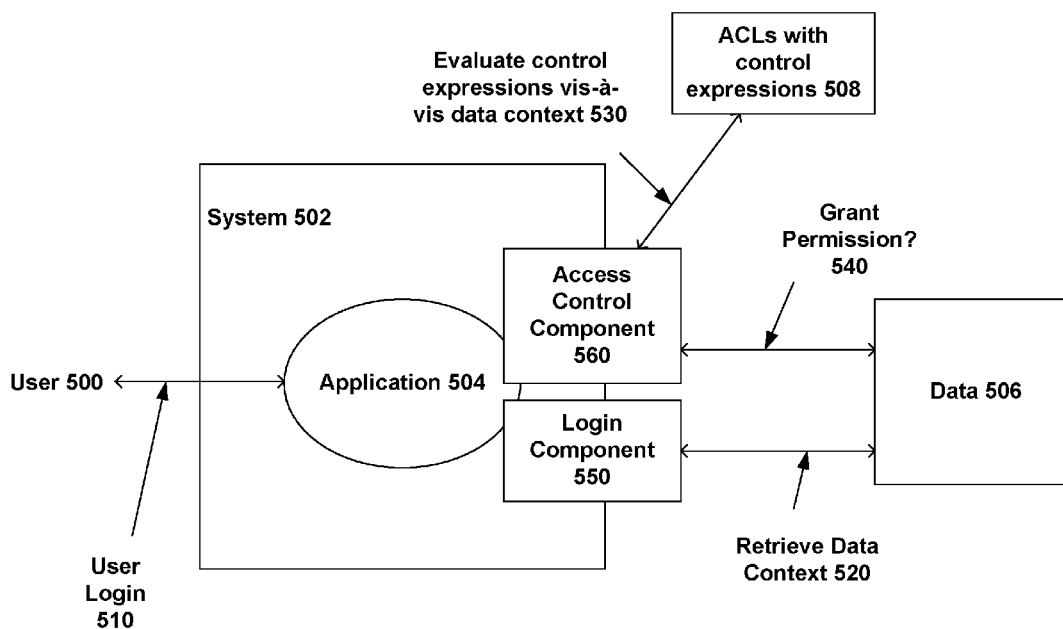 Evaluate control
expressions vis-à-
vis data context 530
ACLs with
control
expressions 508
System 502
Grant
Permission?
540
Access
Control
Component
560
User 500
Application 504
Data 506
Login
Component
550
User
Login
510
Retrieve Data
Context 520